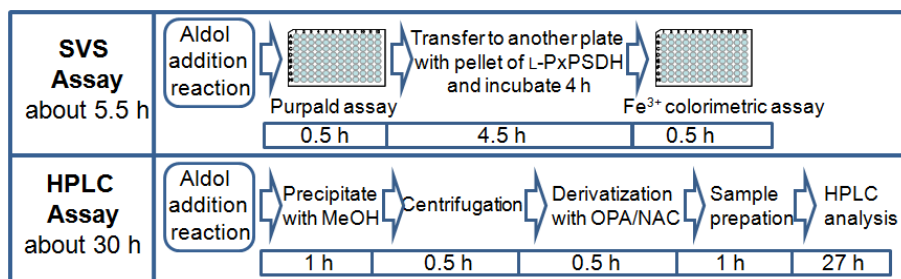 SVS
Assay
about 5.5 h
Aldol
addition
reaction
Purpald assay
Transfer to another plate
with pellet of L-PxPSDH
and incubate 4 h
Fe³⁺ colorimetric assay
0.5 h
4.5 h
0.5 h
HPLC
Assay
about 30 h
Aldol
addition
reaction
Precipitate
with MeOH
Centrifugation
Derivatization
with OPA/NAC
Sample
prepation
HPLC
analysis
1 h
0.5 h
0.5 h
1 h
27 h